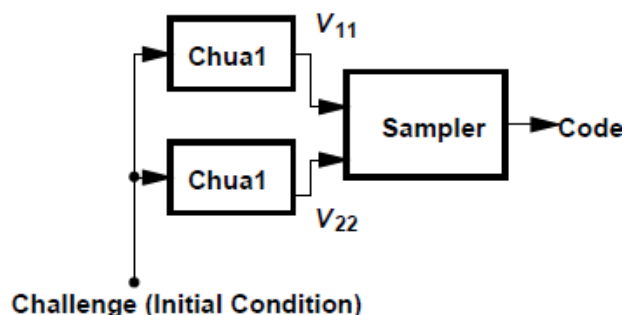 V11
Chua1
Sampler
Code
Chua1
V22
Challenge (Initial Condition)